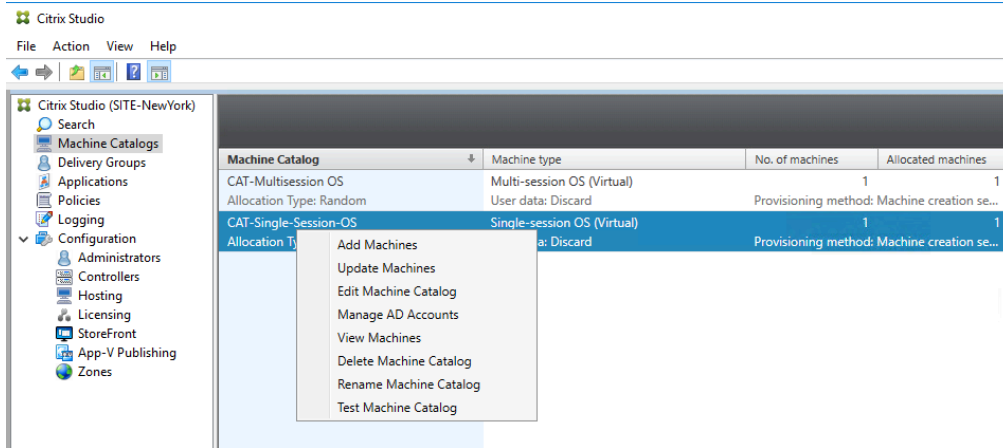 Citrix Studio
File Action View Help
Citrix Studio (SITE-NewYork)
Search
Machine Catalogs
Delivery Groups
Applications
Policies
Logging
Configuration
Administrators
Controllers
Hosting
Licensing
StoreFront
App-V Publishing
Zones
Machine Catalog Machine type No. of machines Allocated machines
CAT-Multisession OS Multi-session OS (Virtual) 1 1
Allocation Type: Random User data: Discard Provisioning method: Machine creation se...
CAT-Single-Session-OS Single-session OS (Virtual) 1 1
Allocation Ty a: Discard Provisioning method: Machine creation se...
Add Machines
Update Machines
Edit Machine Catalog
Manage AD Accounts
View Machines
Delete Machine Catalog
Rename Machine Catalog
Test Machine Catalog